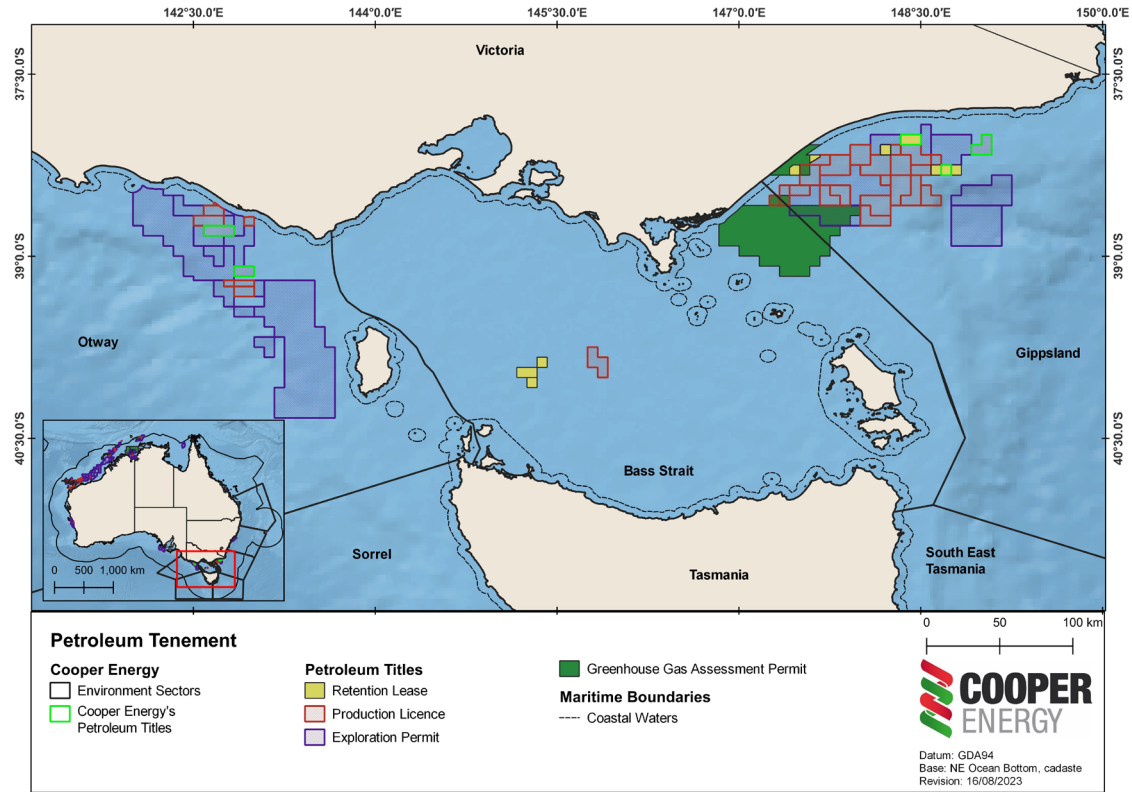 142°30.0'E 144°0.0'E 145°30.0'E 147°0.0'E 148°30.0'E 150°0.0'E
Victoria
37°30.0'S 37°30.0'S
39°0.0'S 39°0.0'S
Otway
Gippsland
40°30.0'S 40°30.0'S
Bass Strait
Sorrel
Tasmania
South East
Tasmania
0 500 1,000 km
Petroleum Tenement
Cooper Energy
Environment Sectors
Cooper Energy's
Petroleum Titles
Petroleum Titles
Retention Lease
Production Licence
Exploration Permit
Greenhouse Gas Assessment Permit
Maritime Boundaries
Coastal Waters
0 50 100 km
COOPER
ENERGY
Datum: GDA94
Base: NE Ocean Bottom, cadaste
Revision: 16/08/2023